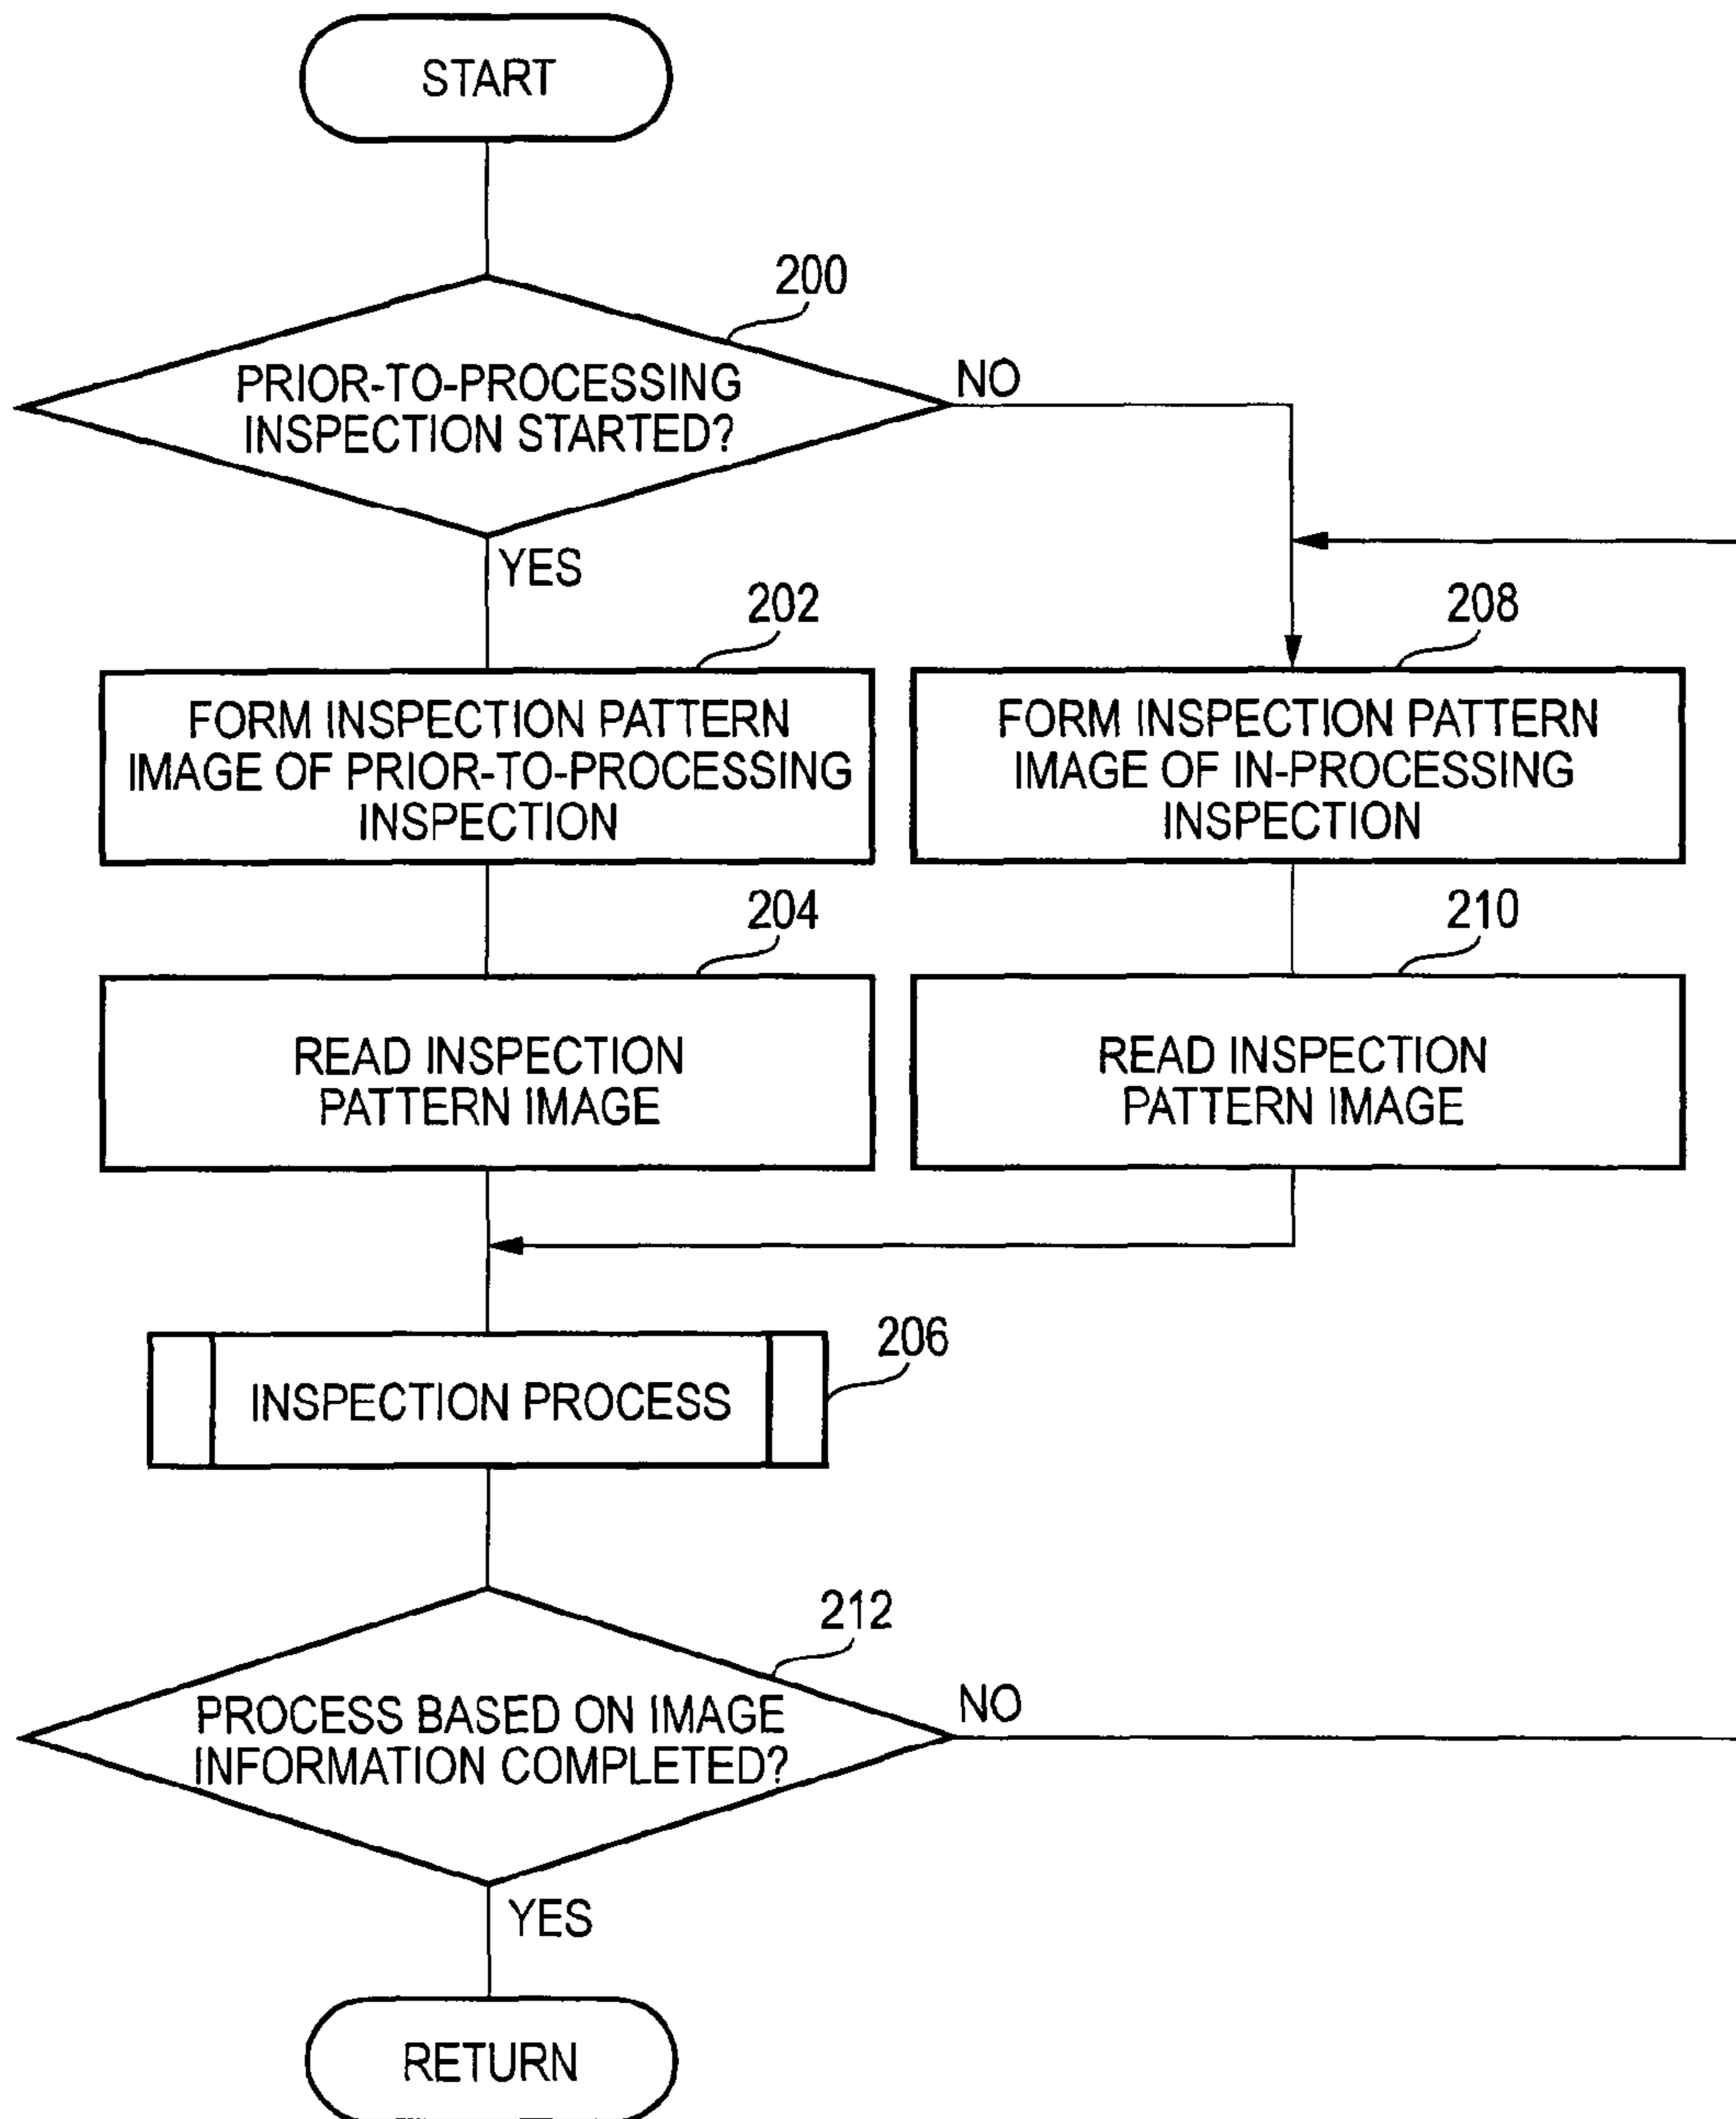 START
200
PRIOR-TO-PROCESSING
INSPECTION STARTED?
NO
YES
202
FORM INSPECTION PATTERN
IMAGE OF PRIOR-TO-PROCESSING
INSPECTION
208
FORM INSPECTION PATTERN
IMAGE OF IN-PROCESSING
INSPECTION
204
READ INSPECTION
PATTERN IMAGE
210
READ INSPECTION
PATTERN IMAGE
206
INSPECTION PROCESS
212
PROCESS BASED ON IMAGE
INFORMATION COMPLETED?
NO
YES
RETURN